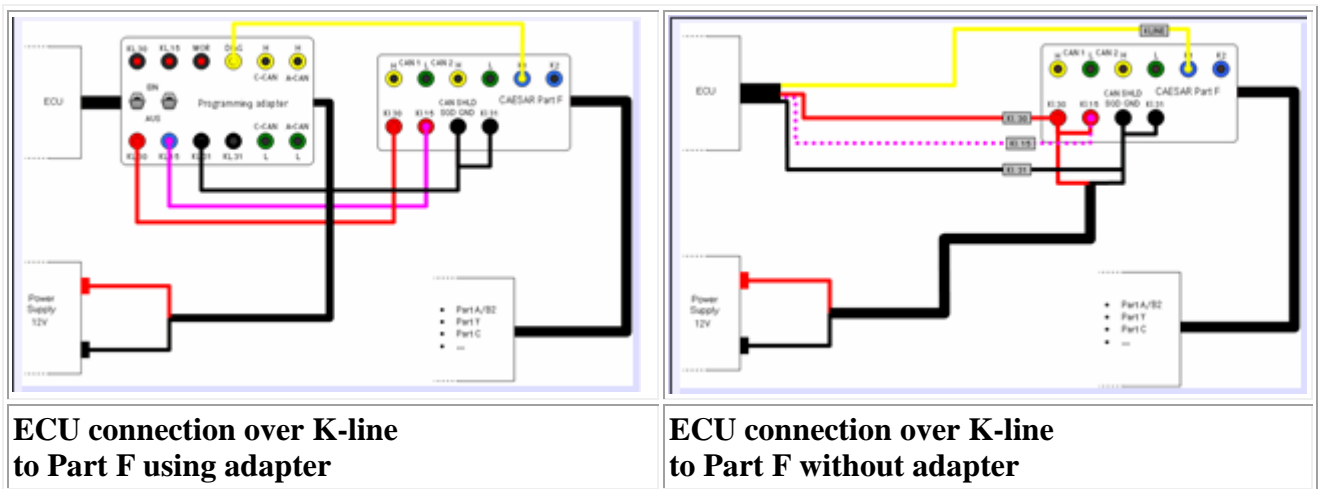 KL.30 KL.15 WOR DIAG H H
C-CAN A-CAN
EIN
Programming adapter
AUS
C-CAN A-CAN
KL.30 KL.15 KL.31 KL.31 L L
ECU
H CAN 1 L CAN 2 H L K1 K2
CAN SHLD
CAESAR Part F
Kl.30 Kl.15 SGD GND Kl.31
Power
Supply
12V
Part A/B2
Part Y
Part C
...
ECU connection over K-line
to Part F using adapter
KLINE
H CAN 1 L CAN 2 H L K1 K2
CAN SHLD
CAESAR Part F
Kl.30 Kl.15 SGD GND Kl.31
ECU
KL.30
KL.15
KL.31
Power
Supply
12V
Part A/B2
Part Y
Part C
...
ECU connection over K-line
to Part F without adapter